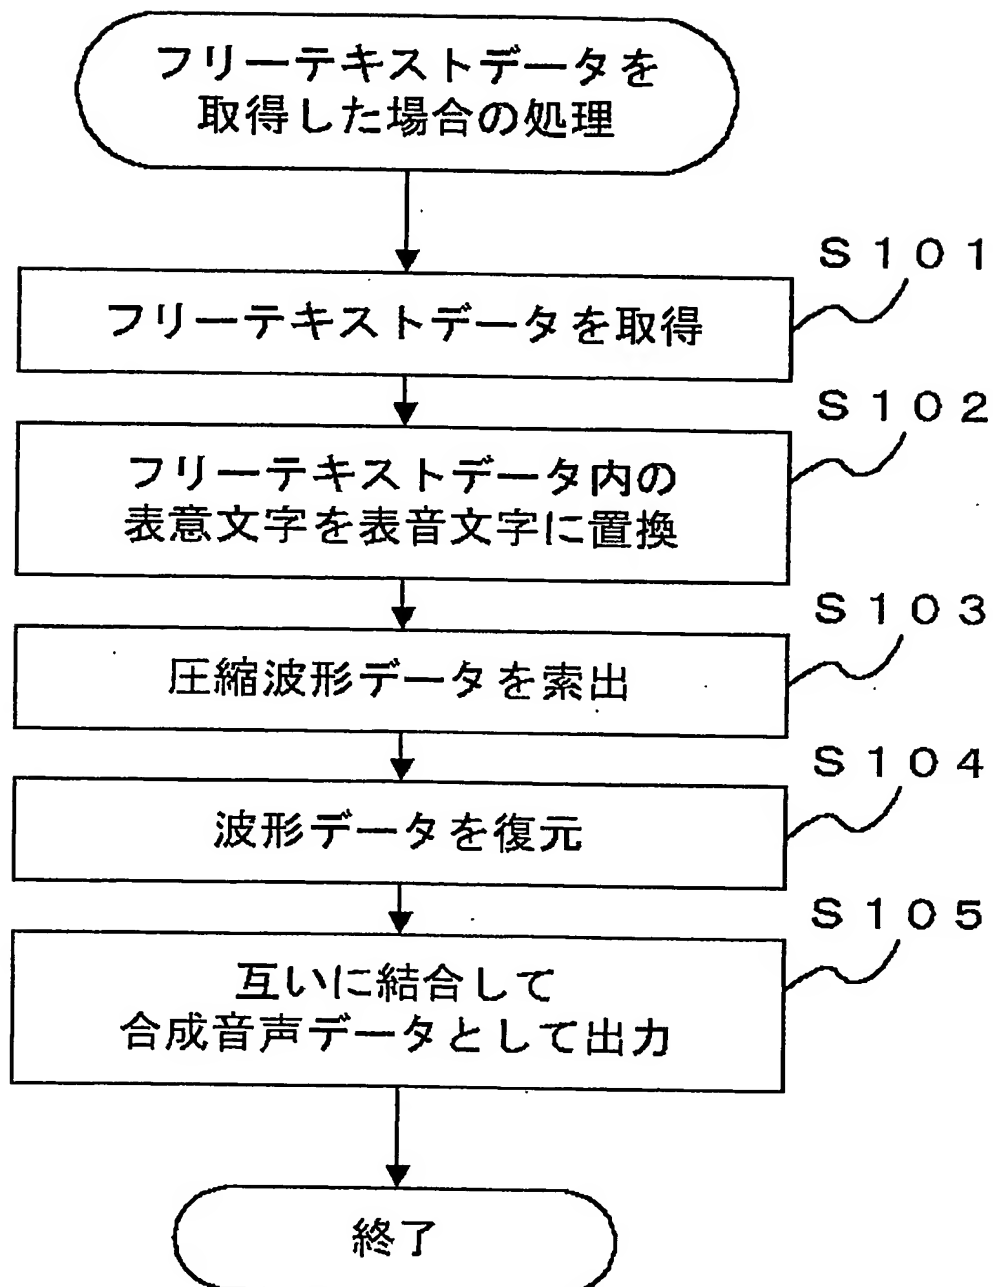 フリーテキストデータを
取得した場合の処理
Ｓ１０１
フリーテキストデータを取得
Ｓ１０２
フリーテキストデータ内の
表意文字を表音文字に置換
Ｓ１０３
圧縮波形データを索出
Ｓ１０４
波形データを復元
Ｓ１０５
互いに結合して
合成音声データとして出力
終了